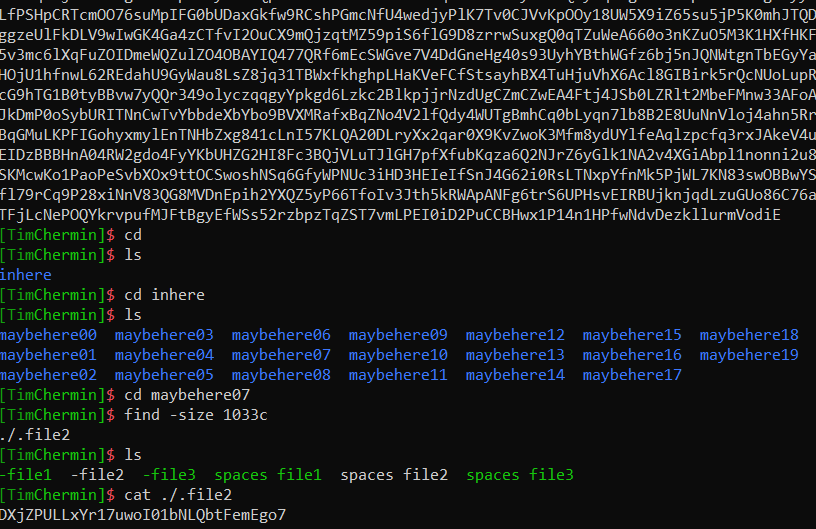 LfPSHpCRTcmOO76suMpIFG0bUDaxGkfw9RCshPGmcNfU4wedjyPlK7Tv0CJVvKpOOy18UW5X9iZ65su5jP5K0mhJTQD
ggzeUlFkDLV9wIwGK4Ga4zCTfvI2OuCX9mQjzqtMZ59piS6flG9D8zrrwSuxgQ0qTZuWeA660o3nKZuO5M3K1HXfHKF
5v3mc6lXqFuZOIDmeWQZulZO4OBAYIQ477QRf6mEcSWGve7V4DdGneHg40s93UyhYBthWGfz6bj5nJQNWtgnTbEGyYa
HOjU1hfnwL62REdahU9GyWau8LsZ8jq31TBWxfkhghpLHaKVeFCfStsayhBX4TuHjuVhX6Acl8GIBirk5rQcNUoLupR
cG9hTG1B0tyBBvw7yQQr349olyczqqgyYpkgd6Lzkc2BlkpjjrNzdUgCZmCZwEA4Ftj4JSb0LZRlt2MbeFMnw33AFoA
JkDmP0oSybURITNnCwTvYbbdeXbYbo9BVXMRafxBqZNo4V2lfQdy4WUTgBmhCq0bLyqn7lb8B2E8UuNnVloj4ahn5Rr
BqGMuLKPFIGohyxmylEnTNHbZxg841cLnI57KLQA20DLryXx2qar0X9KvZwoK3Mfm8ydUYlfeAqlzpcfq3rxJAkeV4u
EIDzBBBHnA04RW2gdo4FyYKbUHZG2HI8Fc3BQjVLuTJlGH7pfXfubKqza6Q2NJrZ6yGlk1NA2v4XGiAbpl1nonni2u8
SKMcwKo1PaoPeSvbXOx9ttOCSwoshNSq6GfyWPNUc3iHD3HEIeIfSnJ4G62i0RsLTNxpYfnMk5PjWL7KN83swOBBwYS
fl79rCq9P28xiNnV83QG8MVDnEpih2YXQZ5yP66TfoIv3Jth5kRWApANFg6trS6UPHsvEIRBUjknjqdLzuGUo86C76a
TFjLcNePOQYkrvpufMJFtBgyEfWSs52rzbpzTqZST7vmLPEI0iD2PuCCBHwx1P14n1HPfwNdvDezkllurmVodiE
[TimChermin]$ cd
[TimChermin]$ ls
inhere
[TimChermin]$ cd inhere
[TimChermin]$ ls
maybehere00 maybehere03 maybehere06 maybehere09 maybehere12 maybehere15 maybehere18
maybehere01 maybehere04 maybehere07 maybehere10 maybehere13 maybehere16 maybehere19
maybehere02 maybehere05 maybehere08 maybehere11 maybehere14 maybehere17
[TimChermin]$ cd maybehere07
[TimChermin]$ find -size 1033c
./.file2
[TimChermin]$ ls
-file1 -file2 -file3 spaces file1 spaces file2 spaces file3
[TimChermin]$ cat ./.file2
DXjZPULLxYr17uwoI01bNLQbtFemEgo7